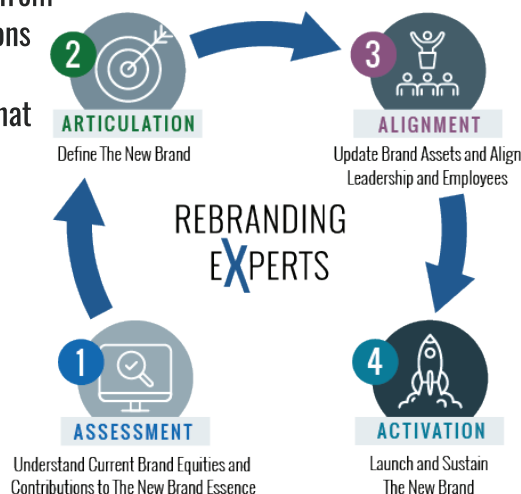 ons
2
ARTICULATION
Define The New Brand
3
ALIGNMENT
Update Brand Assets and Align
Leadership and Employees
REBRANDING
EXPERTS
1
ASSESSMENT
Understand Current Brand Equities and
Contributions to The New Brand Essence
4
ACTIVATION
Launch and Sustain
The New Brand